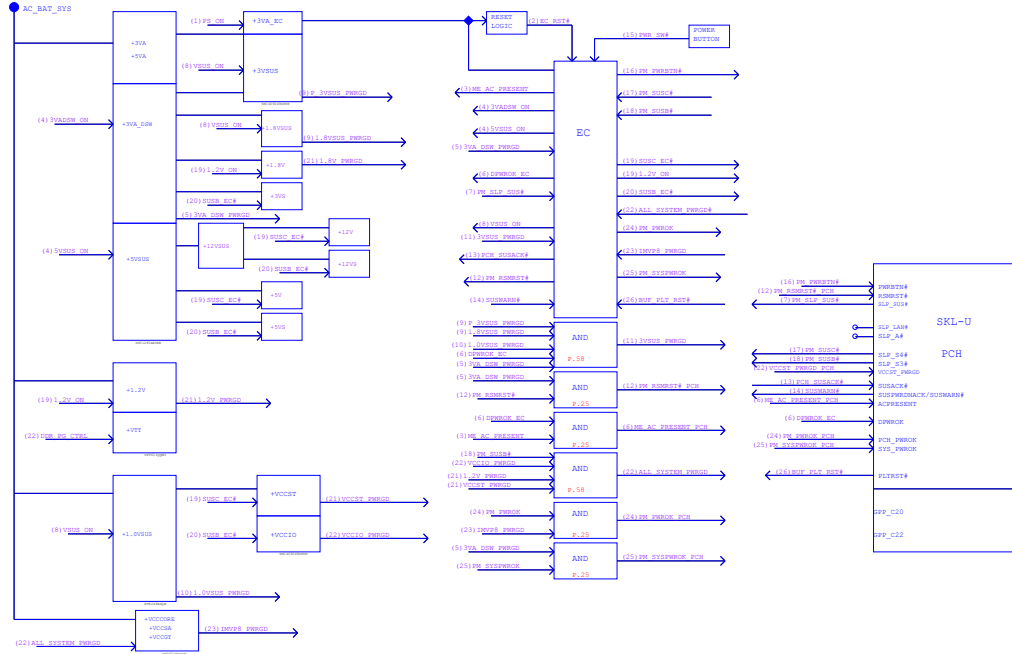 AC_BAT_SYS
(1)PS_ON
+3VA_EC
+3VA
+5VA
(8)VSUS_ON
+3VSUS
(9)P_3VSUS_PWRGD
(4)3VADSW_ON
+3VA_DSW
(8)VSUS_ON
+1.8VSUS
(9)1.8VSUS_PWRGD
(19)1.2V_ON
+1.8V
(21)1.8V_PWRGD
(20)SUSB_EC#
+3VS
(5)3VA_DSW_PWRGD
(4)5VSUS_ON
+5VSUS
+12VSUS
(19)SUSC_EC#
+12V
(20)SUSB_EC#
+12VS
(19)SUSC_EC#
+5V
(20)SUSB_EC#
+5VS
(19)1.2V_ON
+1.2V
(21)1.2V_PWRGD
(22)DDR_PG_CTRL
+VTT
(19)SUSC_EC#
+VCCST
(21)VCCST_PWRGD
(8)VSUS_ON
+1.0VSUS
(20)SUSB_EC#
+VCCIO
(22)VCCIO_PWRGD
(10)1.0VSUS_PWRGD
+VCCCORE
+VCCSA
+VCCGT
(23)IMVP8_PWRGD
(22)ALL_SYSTEM_PWRGD
RESET
LOGIC
(2)EC_RST#
(15)PWR_SW#
POWER
BUTTON
EC
(3)ME_AC_PRESENT
(4)3VADSW_ON
(4)5VSUS_ON
(5)3VA_DSW_PWRGD
(6)DPWROK_EC
(7)PM_SLP_SUS#
(8)VSUS_ON
(11)3VSUS_PWRGD
(13)PCH_SUSACK#
(12)PM_RSMRST#
(14)SUSWARN#
(16)PM_PWRBTN#
(17)PM_SUSC#
(18)PM_SUSB#
(19)SUSC_EC#
(19)1.2V_ON
(20)SUSB_EC#
(22)ALL_SYSTEM_PWRGD#
(24)PM_PWROK
(23)IMVP8_PWRGD
(25)PM_SYSPWROK
(26)BUF_PLT_RST#
(9)P_3VSUS_PWRGD
(9)1.8VSUS_PWRGD
(10)1.0VSUS_PWRGD
(6)DPWROK_EC
(5)3VA_DSW_PWRGD
AND
P.58
(11)3VSUS_PWRGD
(5)3VA_DSW_PWRGD
(12)PM_RSMRST#
AND
P.25
(12)PM_RSMRST#_PCH
(6)DPWROK_EC
(3)ME_AC_PRESENT
AND
P.25
(6)ME_AC_PRESENT_PCH
(18)PM_SUSB#
(22)VCCIO_PWRGD
(21)1.2V_PWRGD
(21)VCCST_PWRGD
AND
P.58
(22)ALL_SYSTEM_PWRGD
(24)PM_PWROK
(23)IMVP8_PWRGD
AND
P.25
(24)PM_PWROK_PCH
(5)3VA_DSW_PWRGD
(25)PM_SYSPWROK
AND
P.25
(25)PM_SYSPWROK_PCH
SKL-U
PCH
(16)PM_PWRBTN#
PWRBTN#
(12)PM_RSMRST_PCH
RSMRST#
(7)PM_SLP_SUS#
SLP_SUS#
SLP_LAN#
SLP_A#
(17)PM_SUSC#
SLP_S4#
(18)PM_SUSB#
SLP_S3#
(22)VCCST_PWRGD_PCH
VCCST_PWRGD
(13)PCH_SUSACK#
SUSACK#
(14)SUSWARN#
SUSPWRDNACK/SUSWARN#
(6)ME_AC_PRESENT_PCH
ACPRESENT
(6)DPWROK_EC
DPWROK
(24)PM_PWROK_PCH
PCH_PWROK
(25)PM_SYSPWROK_PCH
SYS_PWROK
(26)BUF_PLT_RST#
PLTRST#
GPP_C20
GPP_C22